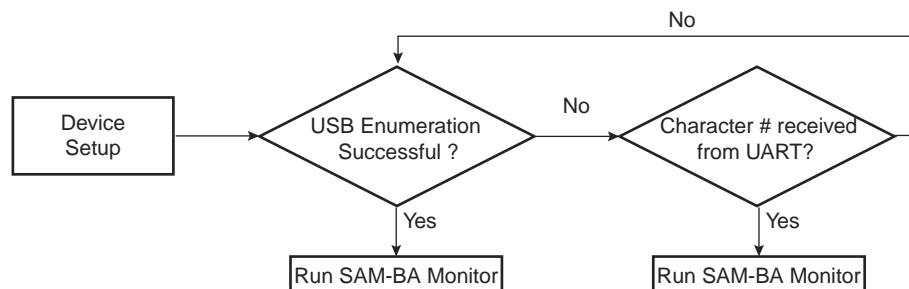 No
Device
Setup
USB Enumeration
Successful ?
No
Character # received
from UART?
Yes
Yes
Run SAM-BA Monitor
Run SAM-BA Monitor